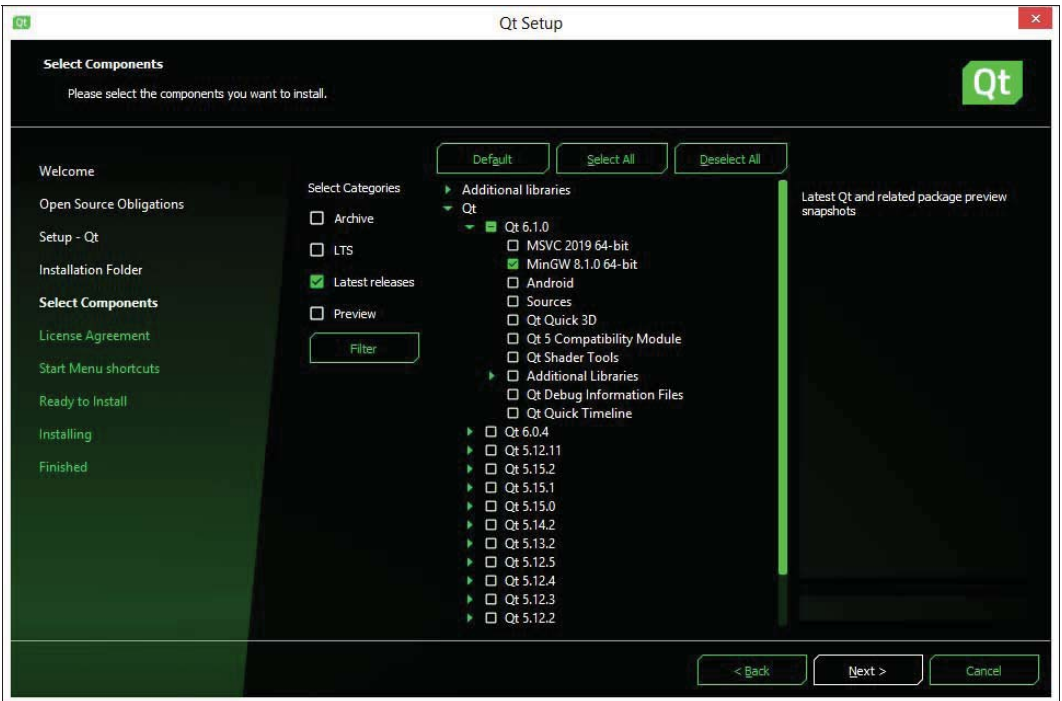 Qt
Qt Setup
Select Components
Please select the components you want to install.
Qt
Welcome
Open Source Obligations
Setup - Qt
Installation Folder
Select Components
License Agreement
Start Menu shortcuts
Ready to Install
Installing
Finished
Select Categories
Archive
LTS
Latest releases
Preview
Filter
Default
Select All
Deselect All
Additional libraries
Qt
Qt 6.1.0
MSVC 2019 64-bit
MinGW 8.1.0 64-bit
Android
Sources
Qt Quick 3D
Qt 5 Compatibility Module
Qt Shader Tools
Additional Libraries
Qt Debug Information Files
Qt Quick Timeline
Qt 6.0.4
Qt 5.12.11
Qt 5.15.2
Qt 5.15.1
Qt 5.15.0
Qt 5.14.2
Qt 5.13.2
Qt 5.12.5
Qt 5.12.4
Qt 5.12.3
Qt 5.12.2
Latest Qt and related package preview
snapshots
< Back
Next >
Cancel